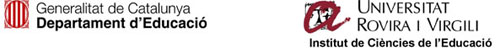 Generalitat de Catalunya
Departament d'Educació
UNIVERSITAT
ROVIRA I VIRGILI
Institut de Ciències de l'Educació